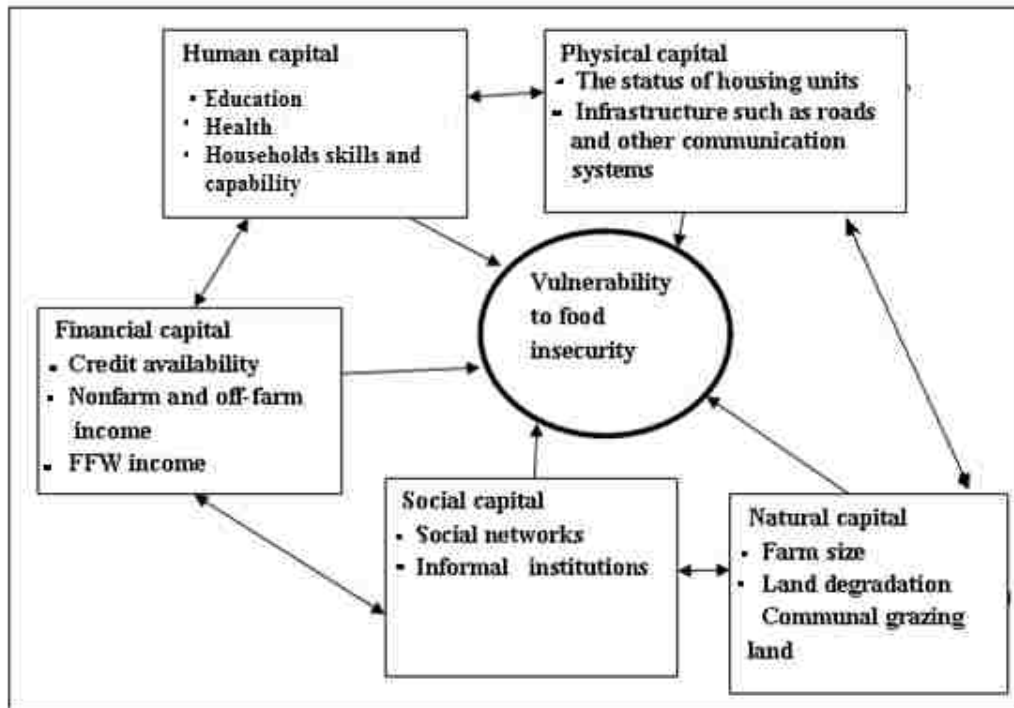 Human capital
▪ Education
• Health
• Households skills and
capability
Physical capital
- The status of housing units
▪ Infrastructure such as roads
and other communication
systems
Vulnerability
to food
insecurity
Financial capital
▪ Credit availability
▪ Nonfarm and off-farm
income
▪ FFW income
Social capital
▪ Social networks
▪ Informal institutions
Natural capital
▪ Farm size
▪ Land degradation
Communal grazing
land